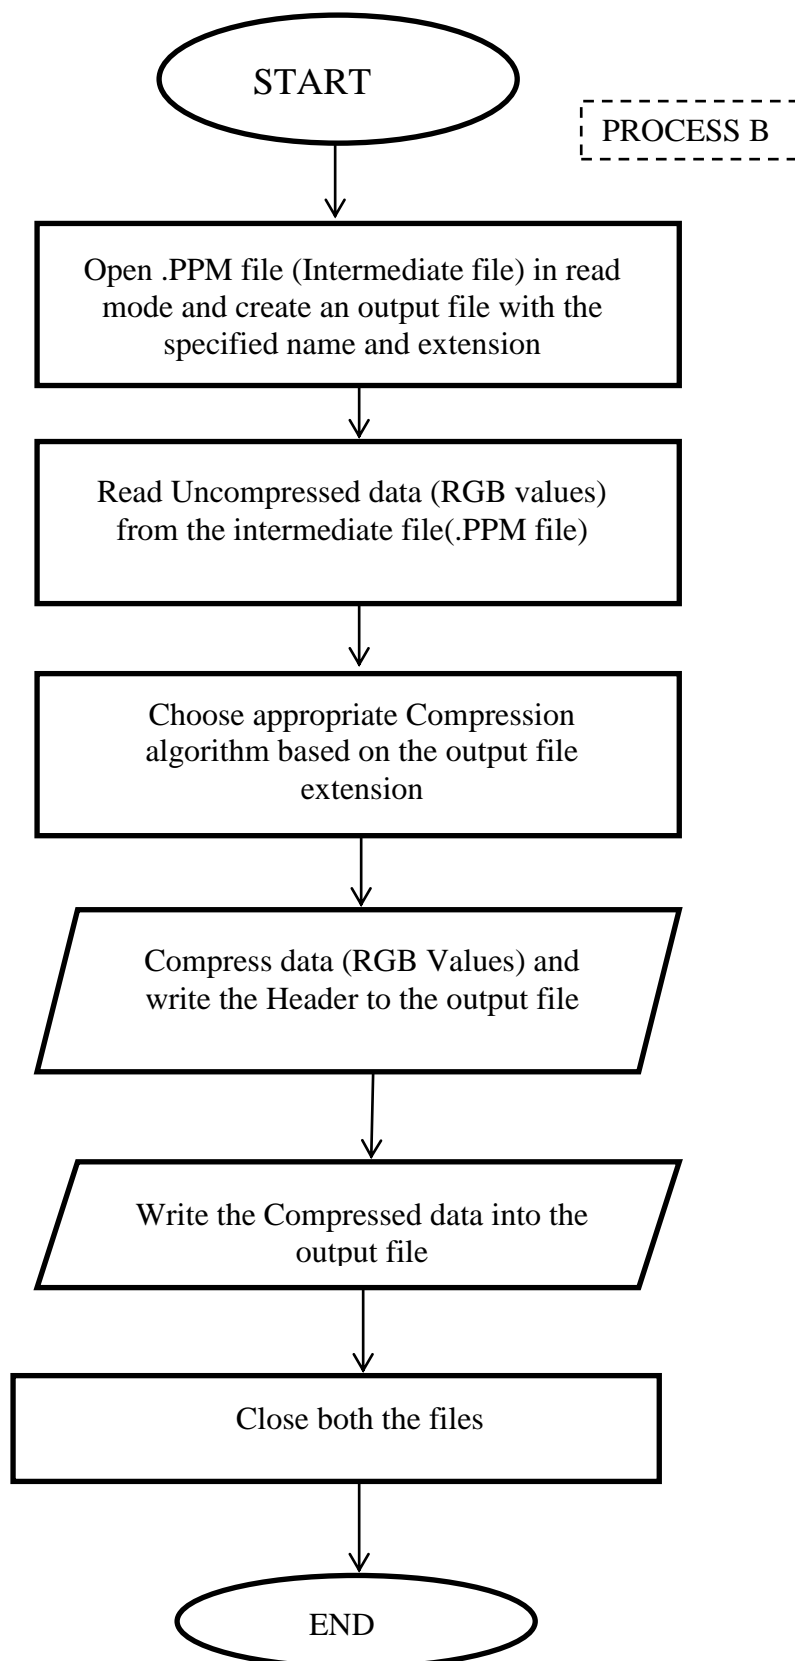 START
PROCESS B
Open .PPM file (Intermediate file) in read
mode and create an output file with the
specified name and extension
Read Uncompressed data (RGB values)
from the intermediate file(.PPM file)
Choose appropriate Compression
algorithm based on the output file
extension
Compress data (RGB Values) and
write the Header to the output file
Write the Compressed data into the
output file
Close both the files
END